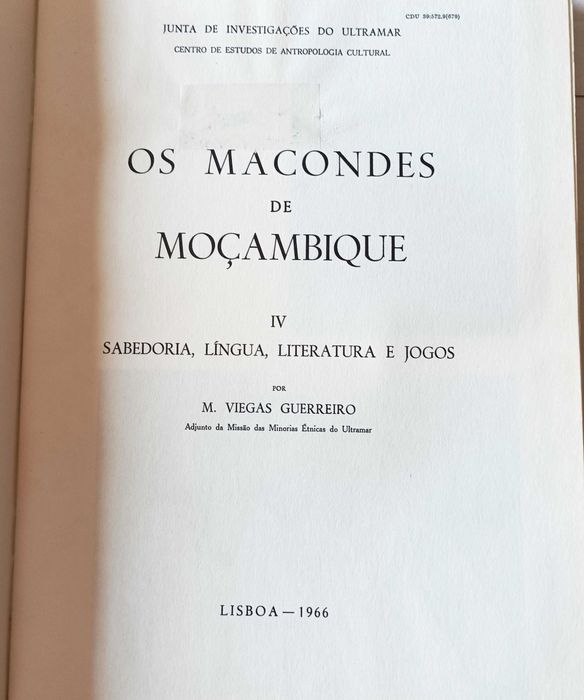 CDU 39:572.9(679)
JUNTA DE INVESTIGAÇÕES DO ULTRAMAR
CENTRO DE ESTUDOS DE ANTROPOLOGIA CULTURAL
OS MACONDES
DE
MOÇAMBIQUE
IV
SABEDORIA, LÍNGUA, LITERATURA E JOGOS
POR
M. VIEGAS GUERREIRO
Adjunto da Missão das Minorias Étnicas do Ultramar
LISBOA — 1966